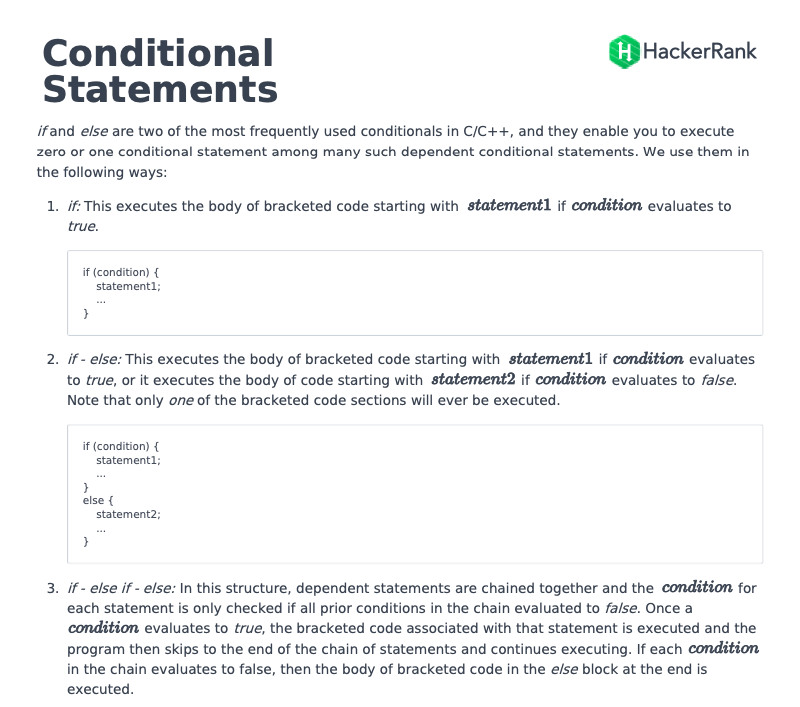 Conditional
Statements
HackerRank
if and else are two of the most frequently used conditionals in C/C++, and they enable you to execute
zero or one conditional statement among many such dependent conditional statements. We use them in
the following ways:
1. if: This executes the body of bracketed code starting with statement1 if condition evaluates to
true.
if (condition) {
statement1;
...
}
2. if - else: This executes the body of bracketed code starting with statement1 if condition evaluates
to true, or it executes the body of code starting with statement2 if condition evaluates to false.
Note that only one of the bracketed code sections will ever be executed.
if (condition) {
statement1;
...
}
else {
statement2;
...
}
3. if - else if - else: In this structure, dependent statements are chained together and the condition for
each statement is only checked if all prior conditions in the chain evaluated to false. Once a
condition evaluates to true, the bracketed code associated with that statement is executed and the
program then skips to the end of the chain of statements and continues executing. If each condition
in the chain evaluates to false, then the body of bracketed code in the else block at the end is
executed.